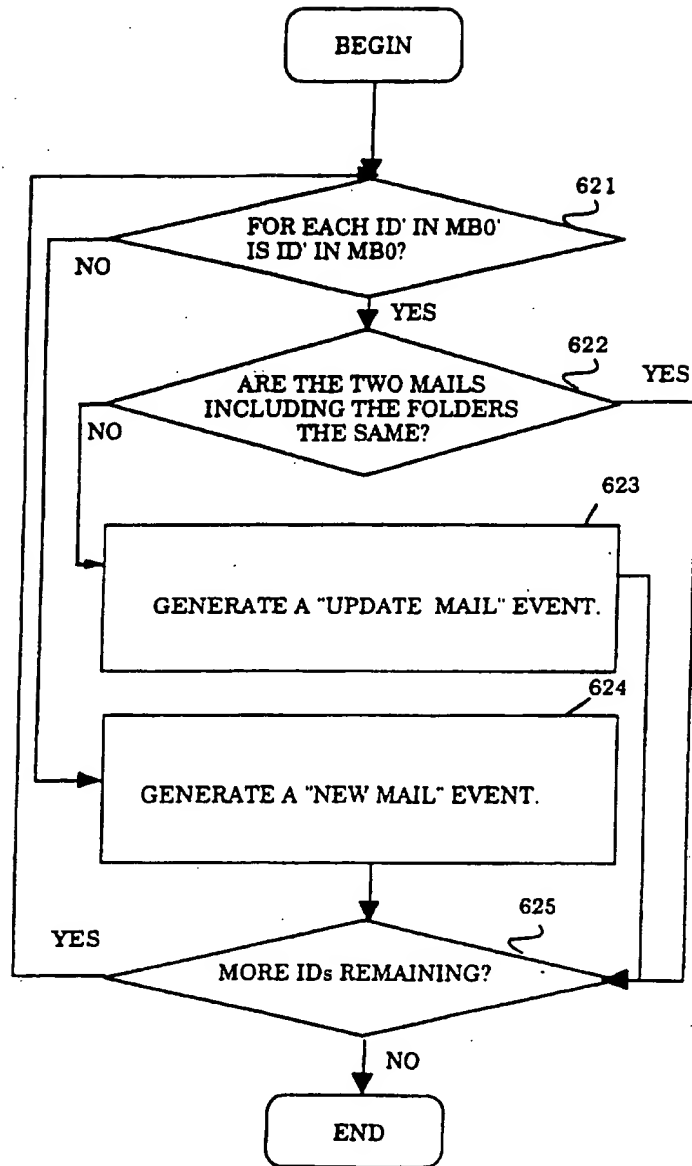 BEGIN
621
FOR EACH ID' IN MB0'
IS ID' IN MB0?
NO
YES
622
ARE THE TWO MAILS
INCLUDING THE FOLDERS
THE SAME?
YES
NO
623
GENERATE A "UPDATE MAIL" EVENT.
624
GENERATE A "NEW MAIL" EVENT.
625
YES
MORE IDs REMAINING?
NO
END